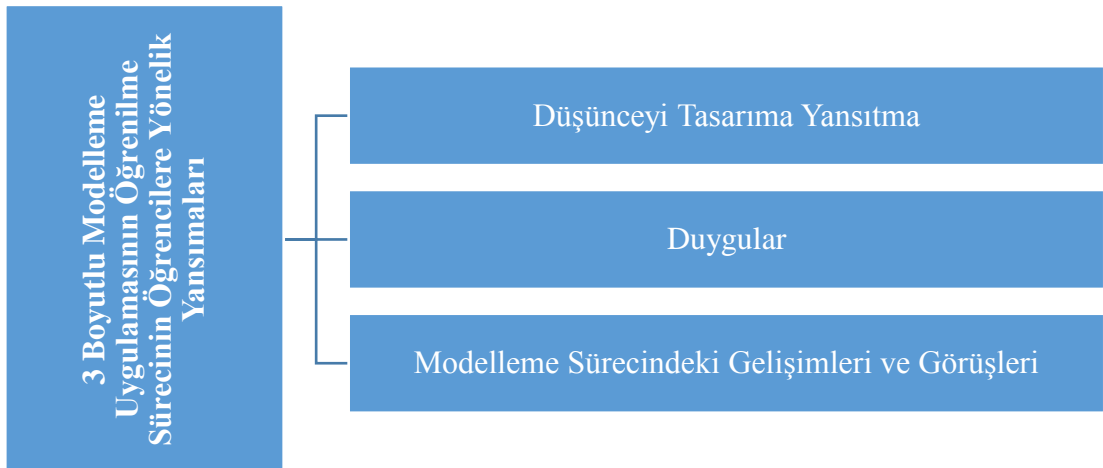 3 Boyutlu Modelleme
Uygulamasının Öğrenilme
Sürecinin Öğrencilere Yönelik
Yansımaları
Düşünceyi Tasarıma Yansıtma
Duygular
Modelleme Sürecindeki Gelişimleri ve Görüşleri